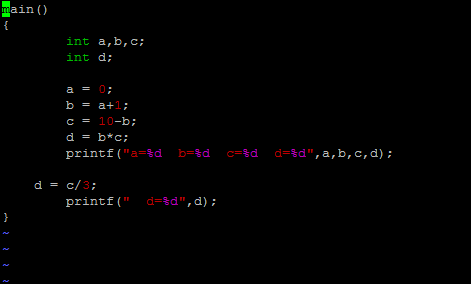 main()
{
        int a,b,c;
        int d;

        a = 0;
        b = a+1;
        c = 10-b;
        d = b*c;
        printf("a=%d  b=%d  c=%d  d=%d",a,b,c,d);

    d = c/3;
        printf("  d=%d",d);
}
~
~
~
~